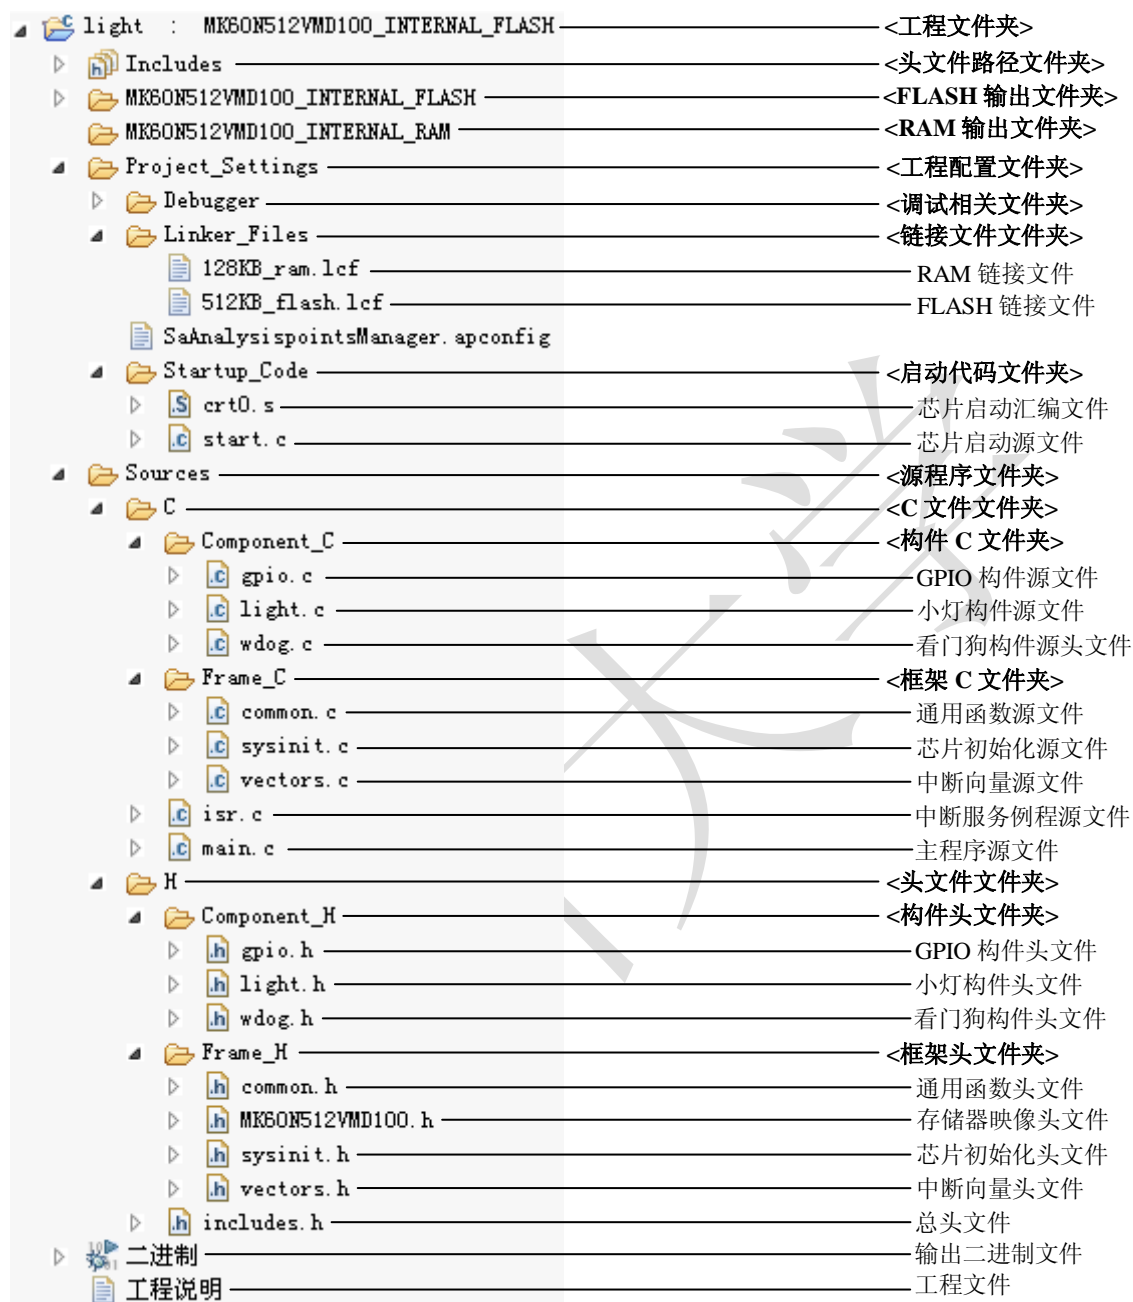 light : MK60N512VMD100_INTERNAL_FLASH <工程文件夹>
Includes <头文件路径文件夹>
MK60N512VMD100_INTERNAL_FLASH <FLASH 输出文件夹>
MK60N512VMD100_INTERNAL_RAM <RAM 输出文件夹>
Project_Settings <工程配置文件夹>
Debugger <调试相关文件夹>
Linker_Files <链接文件文件夹>
128KB_ram.lcf RAM 链接文件
512KB_flash.lcf FLASH 链接文件
SaAnalysispointsManager.apconfig
Startup_Code <启动代码文件夹>
crt0.s 芯片启动汇编文件
start.c 芯片启动源文件
Sources <源程序文件夹>
C <C 文件文件夹>
Component_C <构件 C 文件夹>
gpio.c GPIO 构件源文件
light.c 小灯构件源文件
wdog.c 看门狗构件源头文件
Frame_C <框架 C 文件夹>
common.c 通用函数源文件
sysinit.c 芯片初始化源文件
vectors.c 中断向量源文件
isr.c 中断服务例程源文件
main.c 主程序源文件
H <头文件文件夹>
Component_H <构件头文件夹>
gpio.h GPIO 构件头文件
light.h 小灯构件头文件
wdog.h 看门狗构件头文件
Frame_H <框架头文件夹>
common.h 通用函数头文件
MK60N512VMD100.h 存储器映像头文件
sysinit.h 芯片初始化头文件
vectors.h 中断向量头文件
includes.h 总头文件
二进制 输出二进制文件
工程说明 工程文件